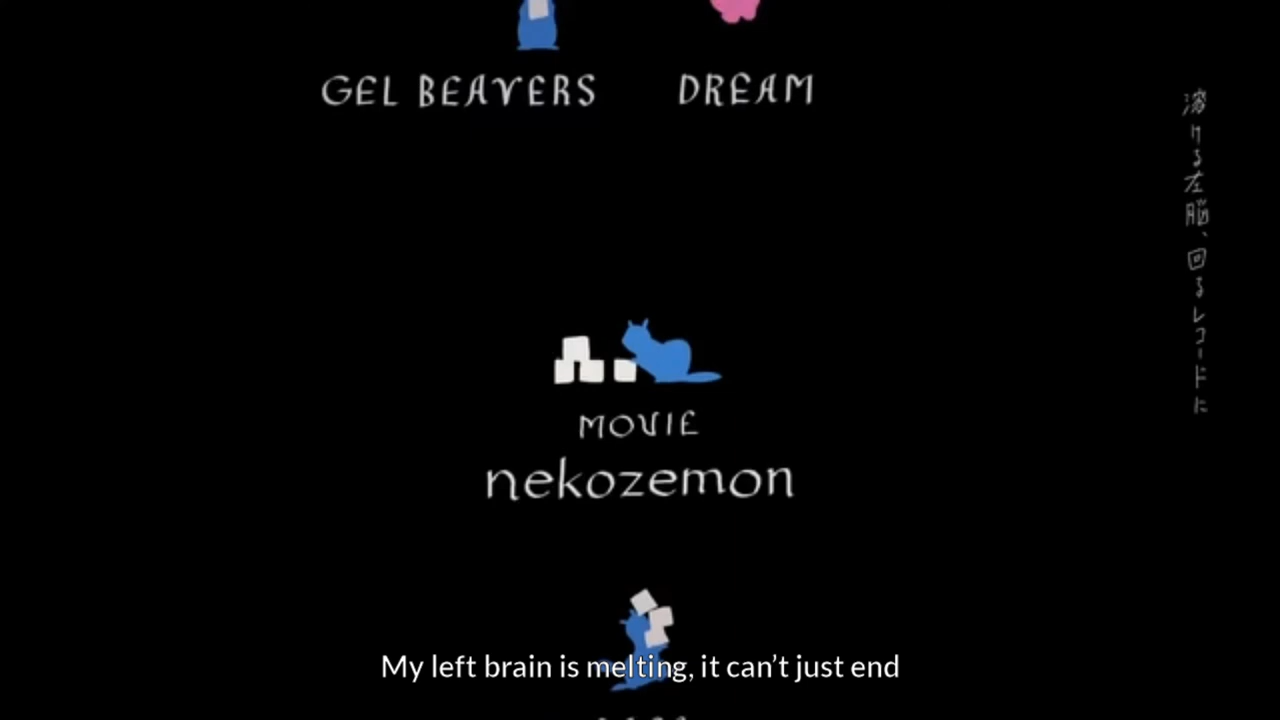 GEL BEAVERS
DREAM
溶ける左脳、回るレコードに
MOVIE
nekozemon
My left brain is melting, it can’t just end